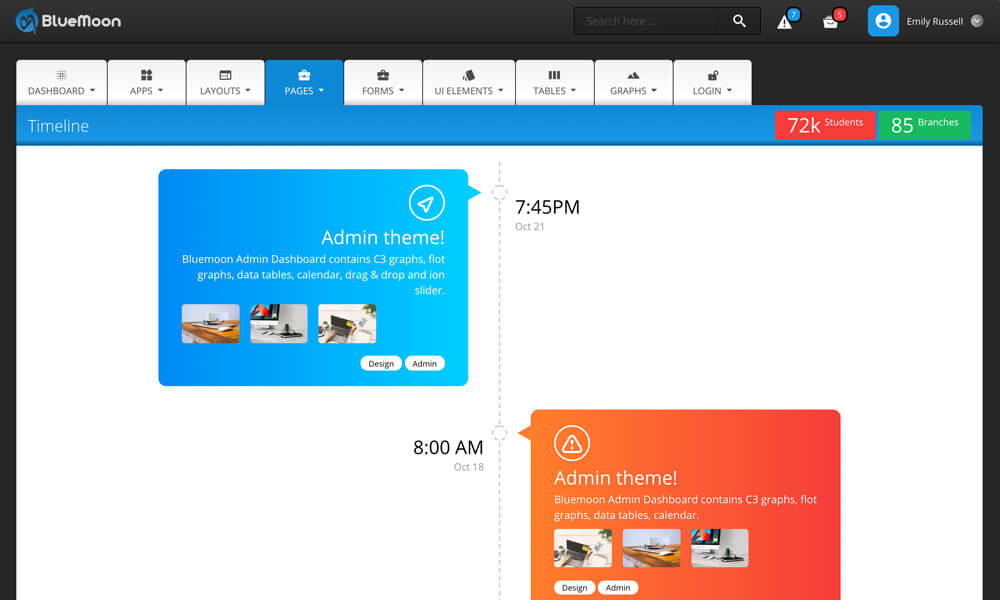 BlueMoon
Search here ...
7
5
Emily Russell
DASHBOARD
APPS
LAYOUTS
PAGES
FORMS
UI ELEMENTS
TABLES
GRAPHS
LOGIN
Timeline
72k Students
85 Branches
7:45PM
Oct 21
Admin theme!
Bluemoon Admin Dashboard contains C3 graphs, flot
graphs, data tables, calendar, drag & drop and ion
slider.
Design
Admin
8:00 AM
Oct 18
Admin theme!
Bluemoon Admin Dashboard contains C3 graphs, flot
graphs, data tables, calendar.
Design
Admin